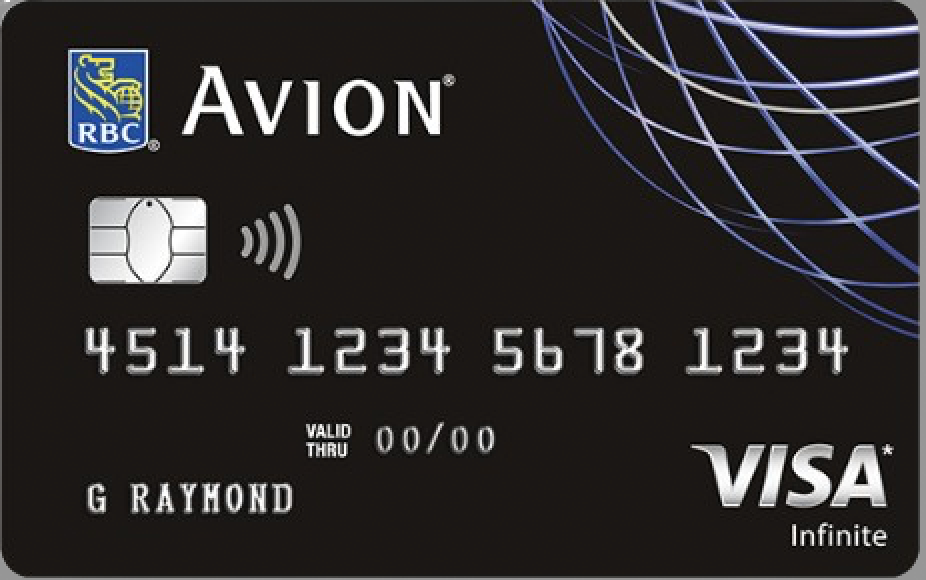 RBC® AVION®
4514 1234 5678 1234
VALID THRU 00/00
G RAYMOND
VISA*
Infinite